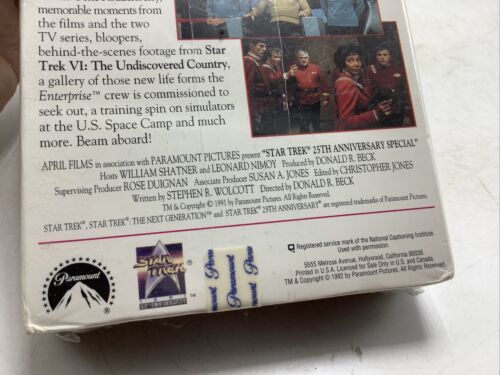 memorable moments from
the films and the two
TV series, bloopers,
behind-the-scenes footage from Star
Trek VI: The Undiscovered Country,
a gallery of those new life forms the
Enterprise™ crew is commissioned to
seek out, a training spin on simulators
at the U.S. Space Camp and much
more. Beam aboard!
APRIL FILMS in association with PARAMOUNT PICTURES present "STAR TREK® 25TH ANNIVERSARY SPECIAL"
Hosts WILLIAM SHATNER and LEONARD NIMOY Produced by DONALD R. BECK
Supervising Producer ROSE DUIGNAN Associate Producer SUSAN A. JONES Edited by CHRISTOPHER JONES
Written by STEPHEN R. WOLCOTT Directed by DONALD R. BECK
TM & Copyright © 1991 by Paramount Pictures. All Rights Reserved.
STAR TREK®, STAR TREK®: THE NEXT GENERATION™ and STAR TREK® 25TH ANNIVERSARY® are registered trademarks of Paramount Pictures.
Registered service mark of the National Captioning Institute.
Used with permission.
5555 Melrose Avenue, Hollywood, California 90038
Printed in U.S.A. Licensed for Sale Only in U.S. and Canada.
TM & Copyright © 1992 by Paramount Pictures. All Rights Reserved.
Paramount
STAR TREK
Paramount